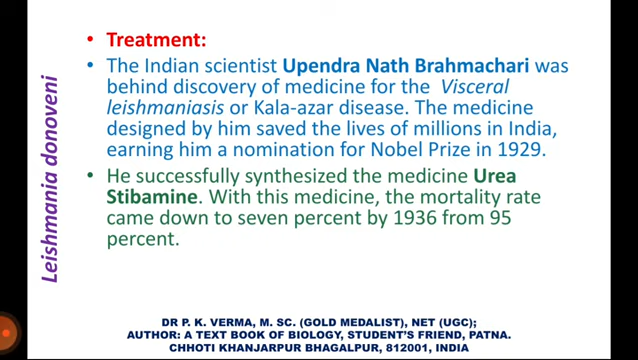 Leishmania donoveni
• Treatment:
• The Indian scientist Upendra Nath Brahmachari was
behind discovery of medicine for the Visceral
leishmaniasis or Kala-azar disease. The medicine
designed by him saved the lives of millions in India,
earning him a nomination for Nobel Prize in 1929.
• He successfully synthesized the medicine Urea
Stibamine. With this medicine, the mortality rate
came down to seven percent by 1936 from 95
percent.
DR P. K. VERMA, M. SC. (GOLD MEDALIST), NET (UGC);
AUTHOR: A TEXT BOOK OF BIOLOGY, STUDENT'S FRIEND, PATNA.
CHHOTI KHANJARPUR BHAGALPUR, 812001, INDIA